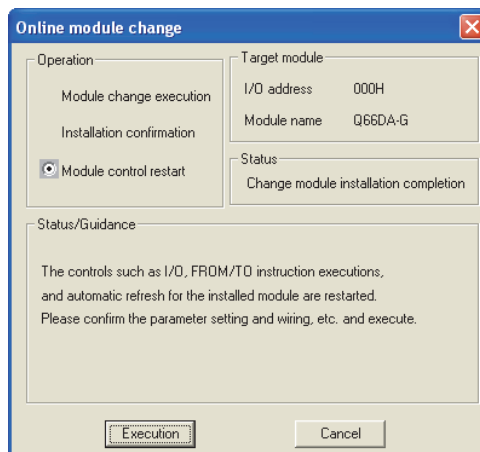 Online module change
Operation
Module change execution
Installation confirmation
Module control restart
Target module
I/O address 000H
Module name Q66DA-G
Status
Change module installation completion
Status/Guidance
The controls such as I/O, FROM/TO instruction executions,
and automatic refresh for the installed module are restarted.
Please confirm the parameter setting and wiring, etc. and execute.
Execution
Cancel